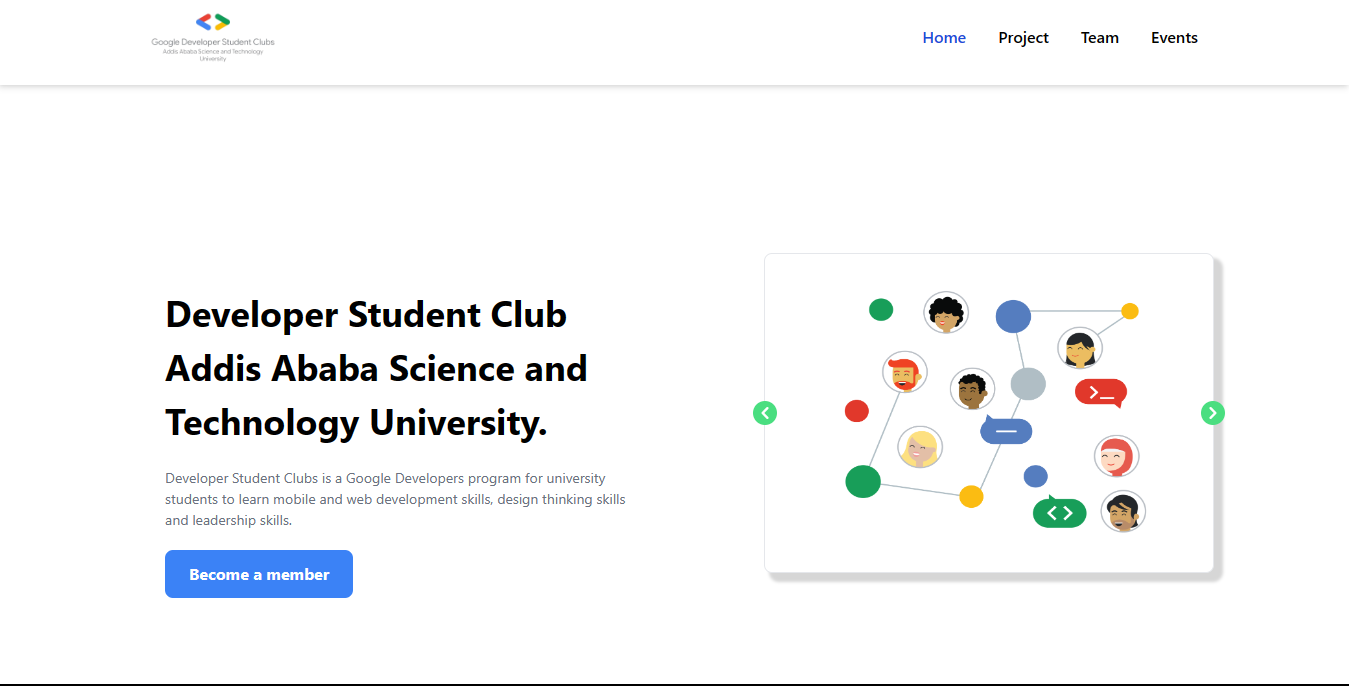 Google Developer Student Clubs
Addis Ababa Science and Technology
University
Home Project Team Events
Developer Student Club
Addis Ababa Science and
Technology University.
Developer Student Clubs is a Google Developers program for university
students to learn mobile and web development skills, design thinking skills
and leadership skills.
Become a member